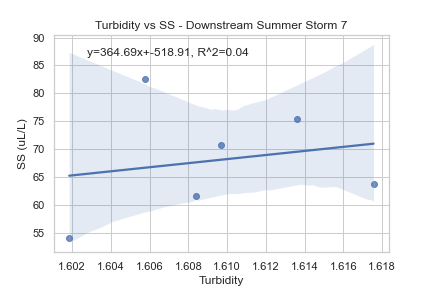 Turbidity vs SS - Downstream Summer Storm 7
y=364.69x+-518.91, R^2=0.04
90
85
80
75
70
65
60
55
SS (uL/L)
1.602 1.604 1.606 1.608 1.610 1.612 1.614 1.616 1.618
Turbidity